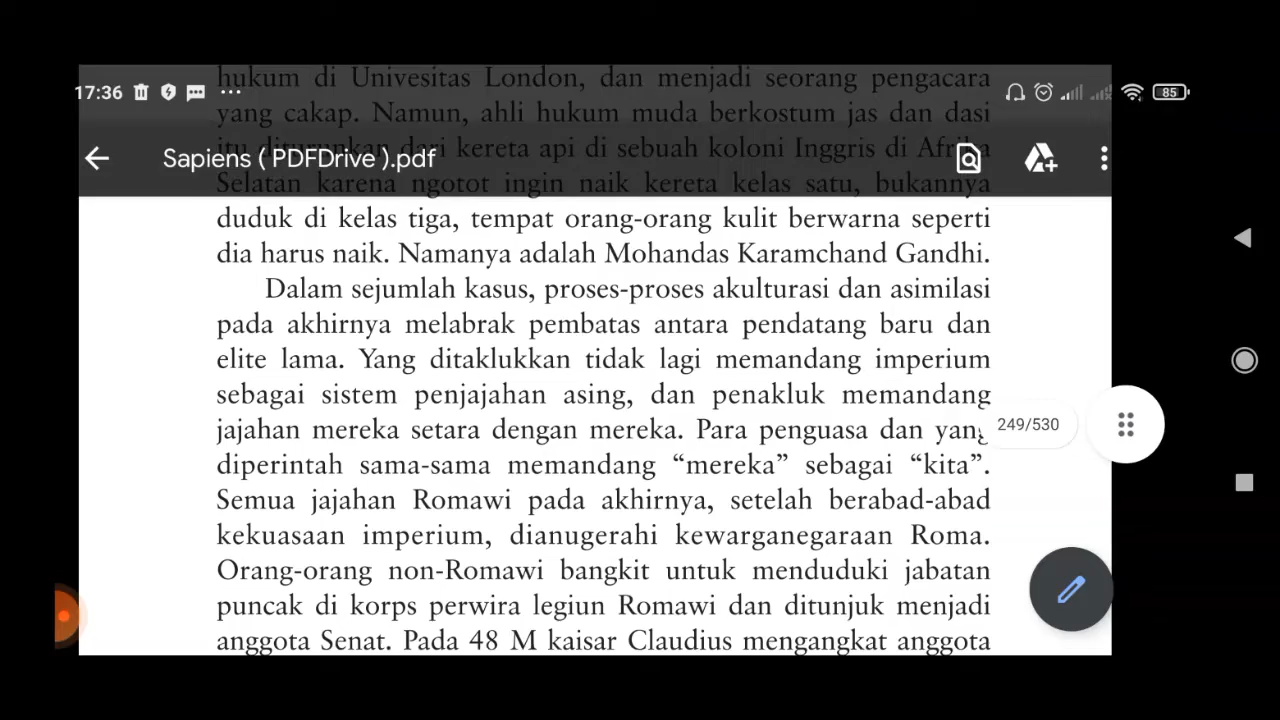 hukum di Univesitas London, dan menjadi seorang pengacara
17:36 ... 85
yang cakap. Namun, ahli hukum muda berkostum jas dan dasi
itu diturunkan dari kereta api di sebuah koloni Inggris di Afrika
Sapiens ( PDFDrive ).pdf
Selatan karena ngotot ingin naik kereta kelas satu, bukannya
duduk di kelas tiga, tempat orang-orang kulit berwarna seperti
dia harus naik. Namanya adalah Mohandas Karamchand Gandhi.
Dalam sejumlah kasus, proses-proses akulturasi dan asimilasi
pada akhirnya melabrak pembatas antara pendatang baru dan
elite lama. Yang ditaklukkan tidak lagi memandang imperium
sebagai sistem penjajahan asing, dan penakluk memandang
jajahan mereka setara dengan mereka. Para penguasa dan yang
249/530
diperintah sama-sama memandang “mereka” sebagai “kita”.
Semua jajahan Romawi pada akhirnya, setelah berabad-abad
kekuasaan imperium, dianugerahi kewarganegaraan Roma.
Orang-orang non-Romawi bangkit untuk menduduki jabatan
puncak di korps perwira legiun Romawi dan ditunjuk menjadi
anggota Senat. Pada 48 M kaisar Claudius mengangkat anggota